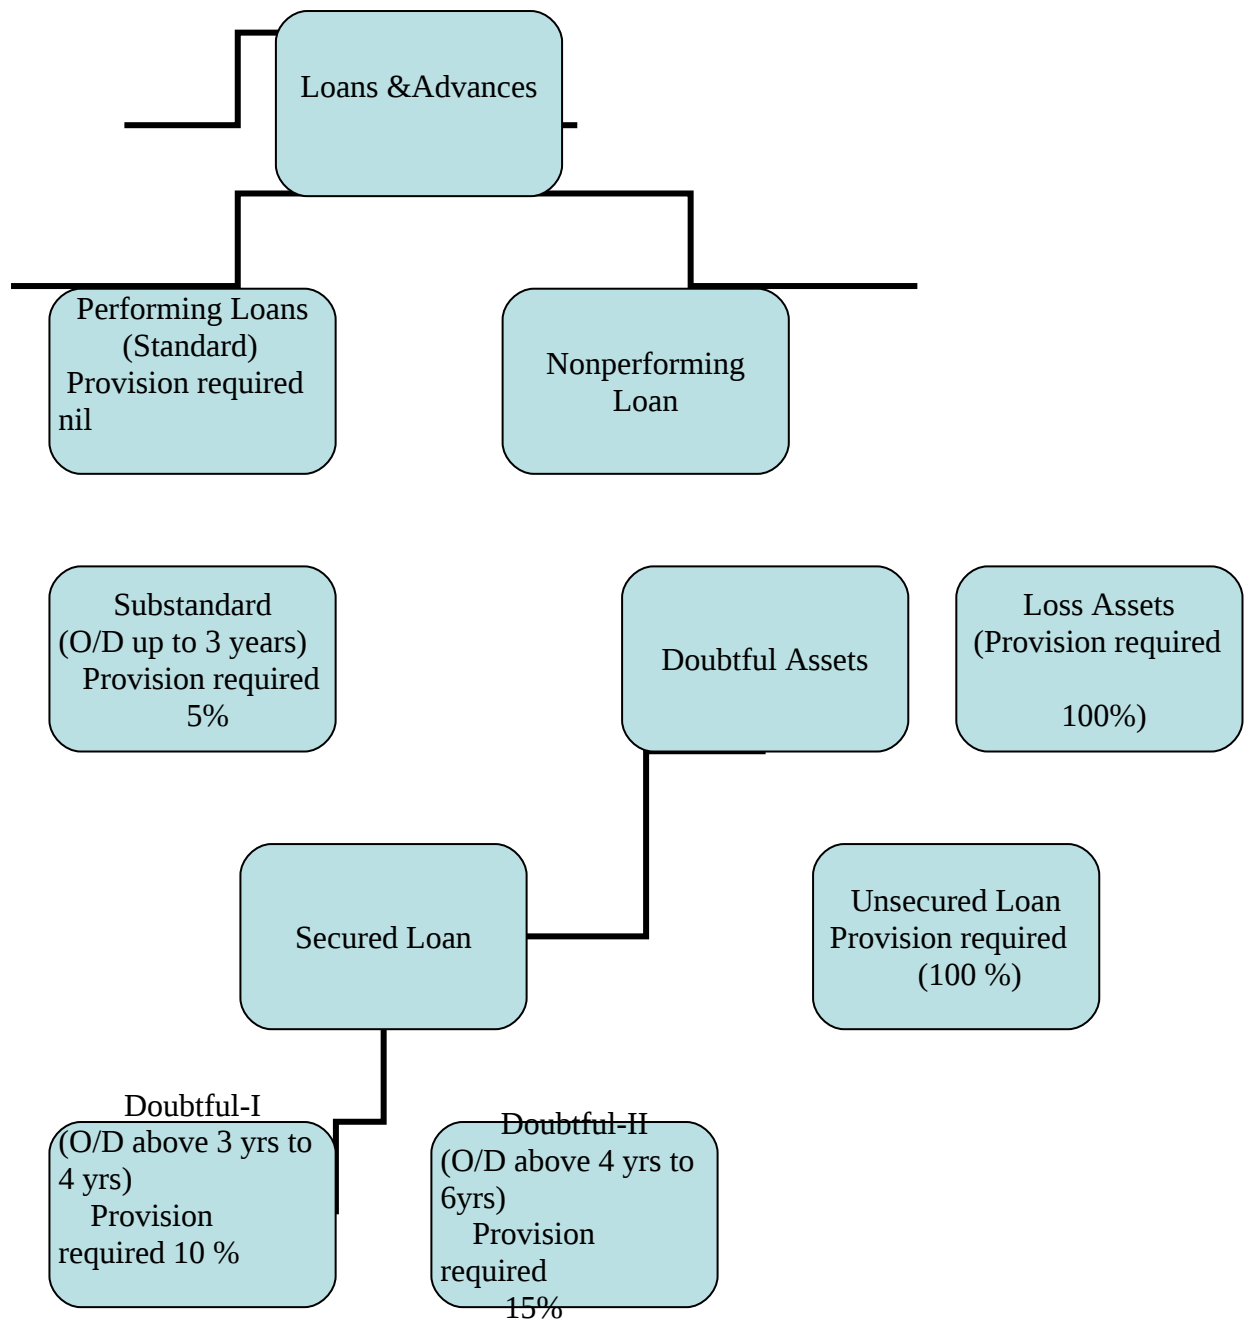 Loans &Advances
Performing Loans
(Standard)
Provision required
nil
Nonperforming
Loan
Substandard
(O/D up to 3 years)
Provision required
5%
Doubtful Assets
Loss Assets
(Provision required
100%)
Secured Loan
Unsecured Loan
Provision required
(100 %)
Doubtful-I
(O/D above 3 yrs to
4 yrs)
Provision
required 10 %
Doubtful-II
(O/D above 4 yrs to
6yrs)
Provision
required
15%